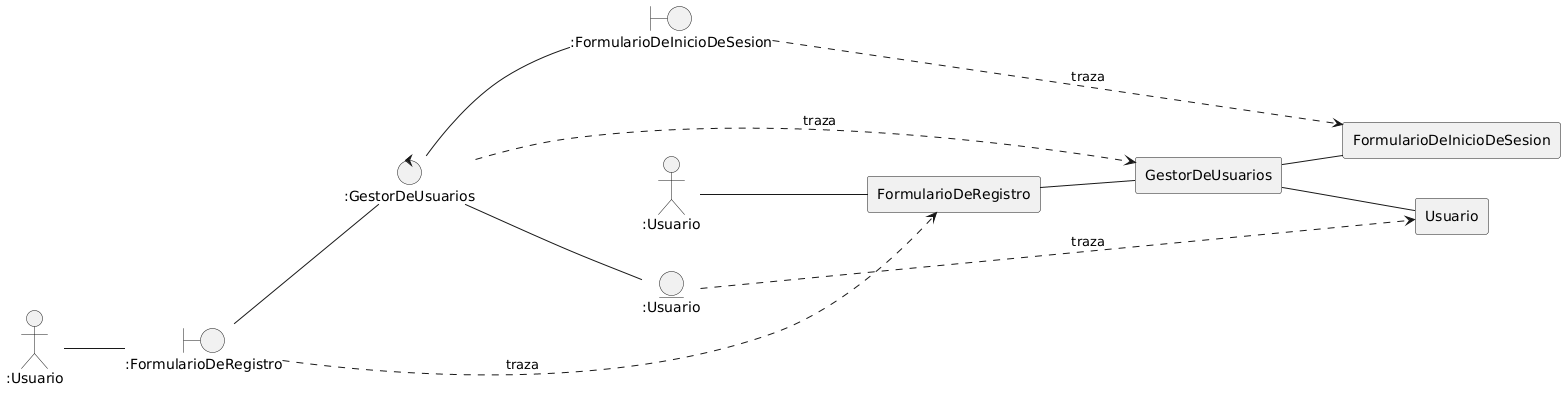 :FormularioDeInicioDeSesion
traza
traza
FormularioDeInicioDeSesion
:GestorDeUsuarios
GestorDeUsuarios
FormularioDeRegistro
:Usuario
Usuario
traza
:Usuario
:FormularioDeRegistro
traza
:Usuario